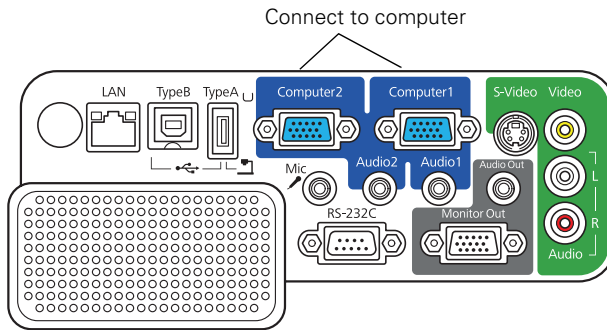 Connect to computer
LAN TypeB TypeA Computer2 Computer1 S-Video Video
Mic Audio2 Audio1 Audio Out L
RS-232C Monitor Out R
Audio